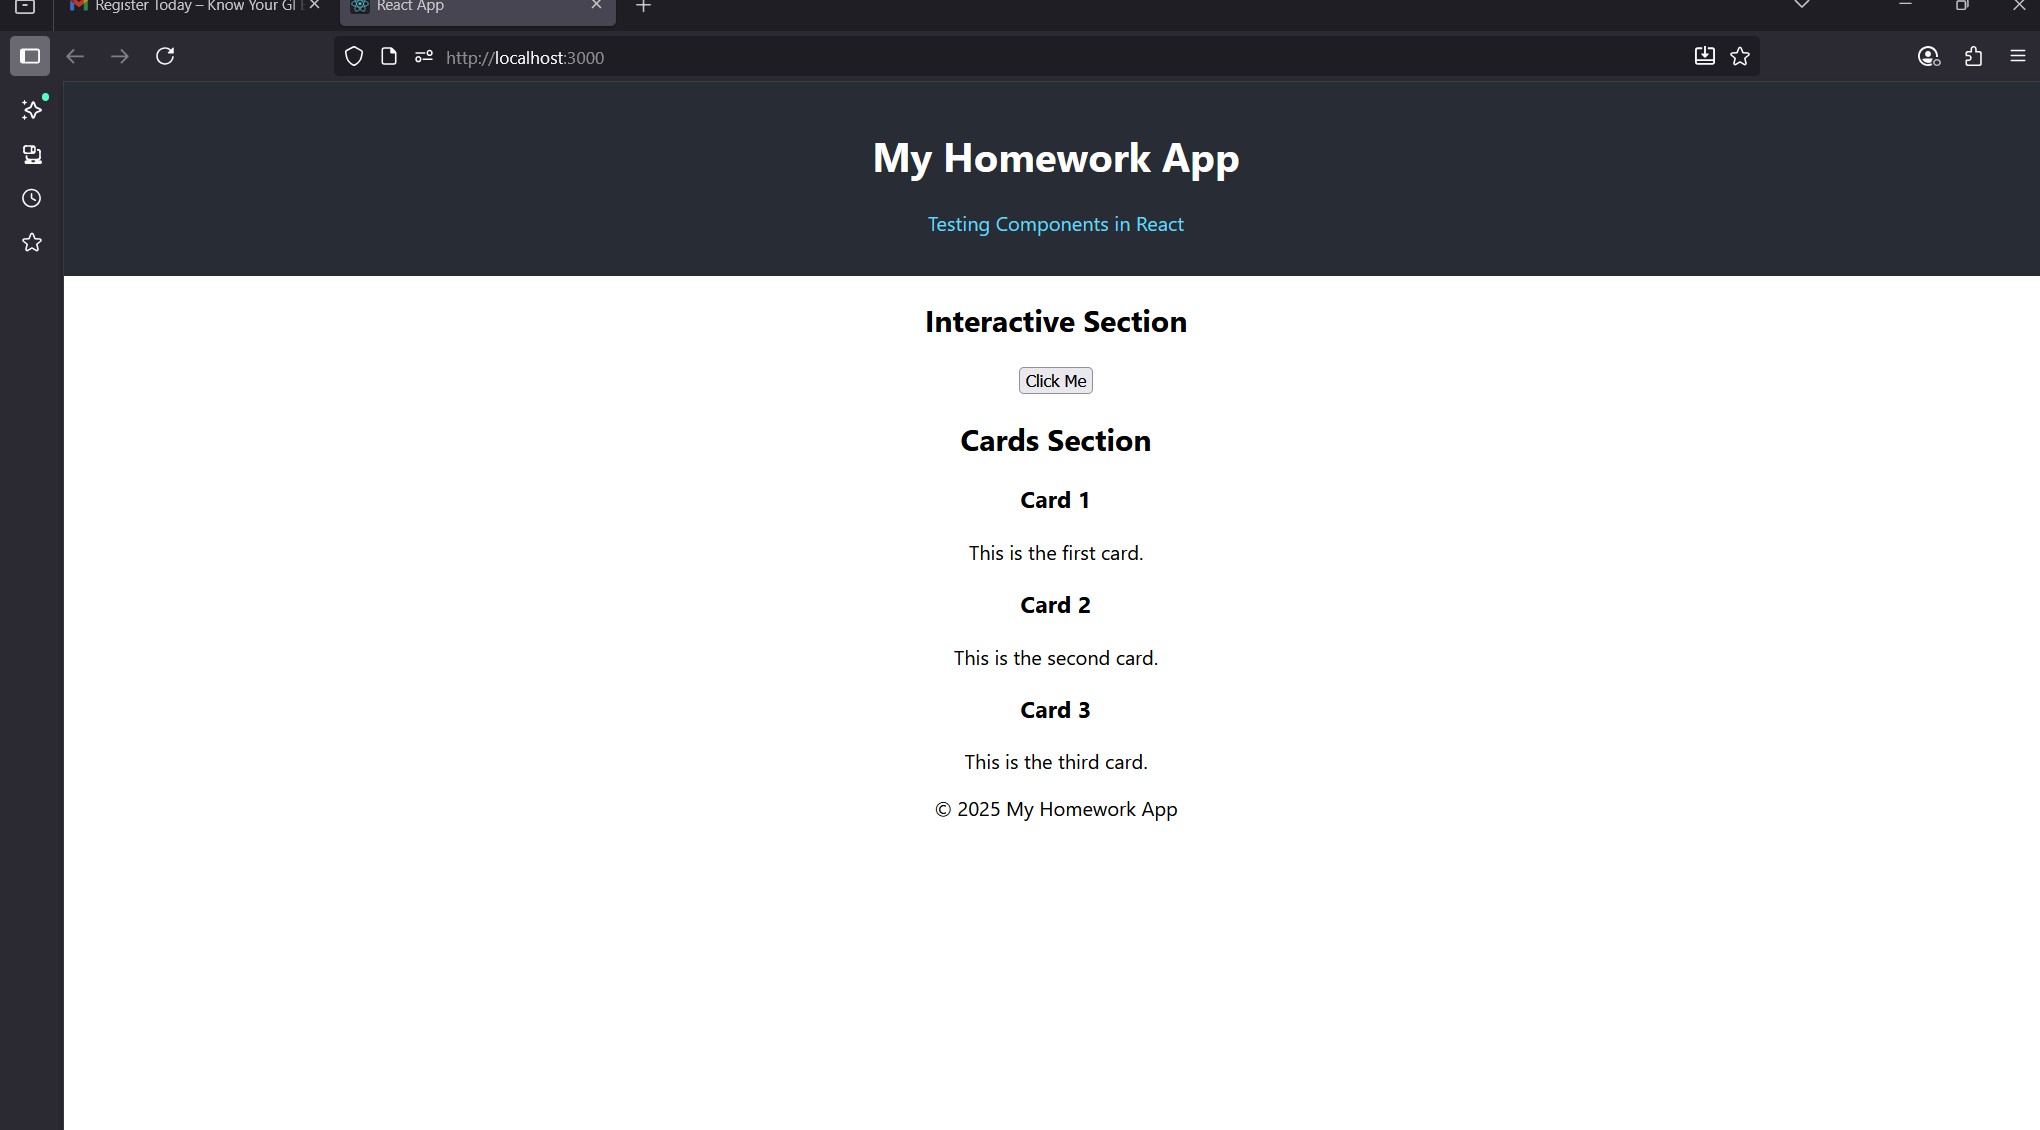 Register Today – Know Your GI
React App
http://localhost:3000
My Homework App
Testing Components in React
Interactive Section
Click Me
Cards Section
Card 1
This is the first card.
Card 2
This is the second card.
Card 3
This is the third card.
© 2025 My Homework App